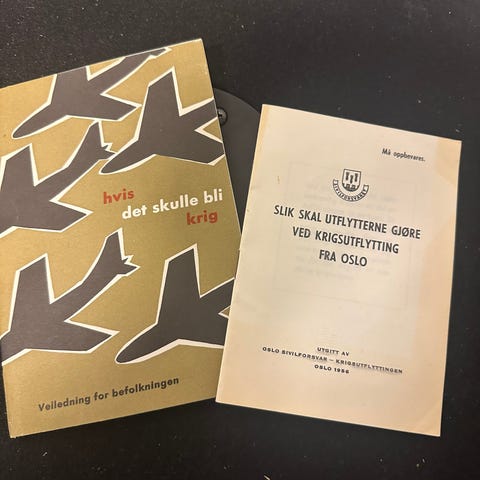 hvis
det skulle bli
krig
Veiledning for befolkningen
Må oppbevares.
SIVILFORSVARET
SLIK SKAL UTFLYTTERNE GJØRE
VED KRIGSUTFLYTTING
FRA OSLO
UTGITT AV
OSLO SIVILFORSVAR - KRIGSUTFLYTTINGEN
OSLO 1956